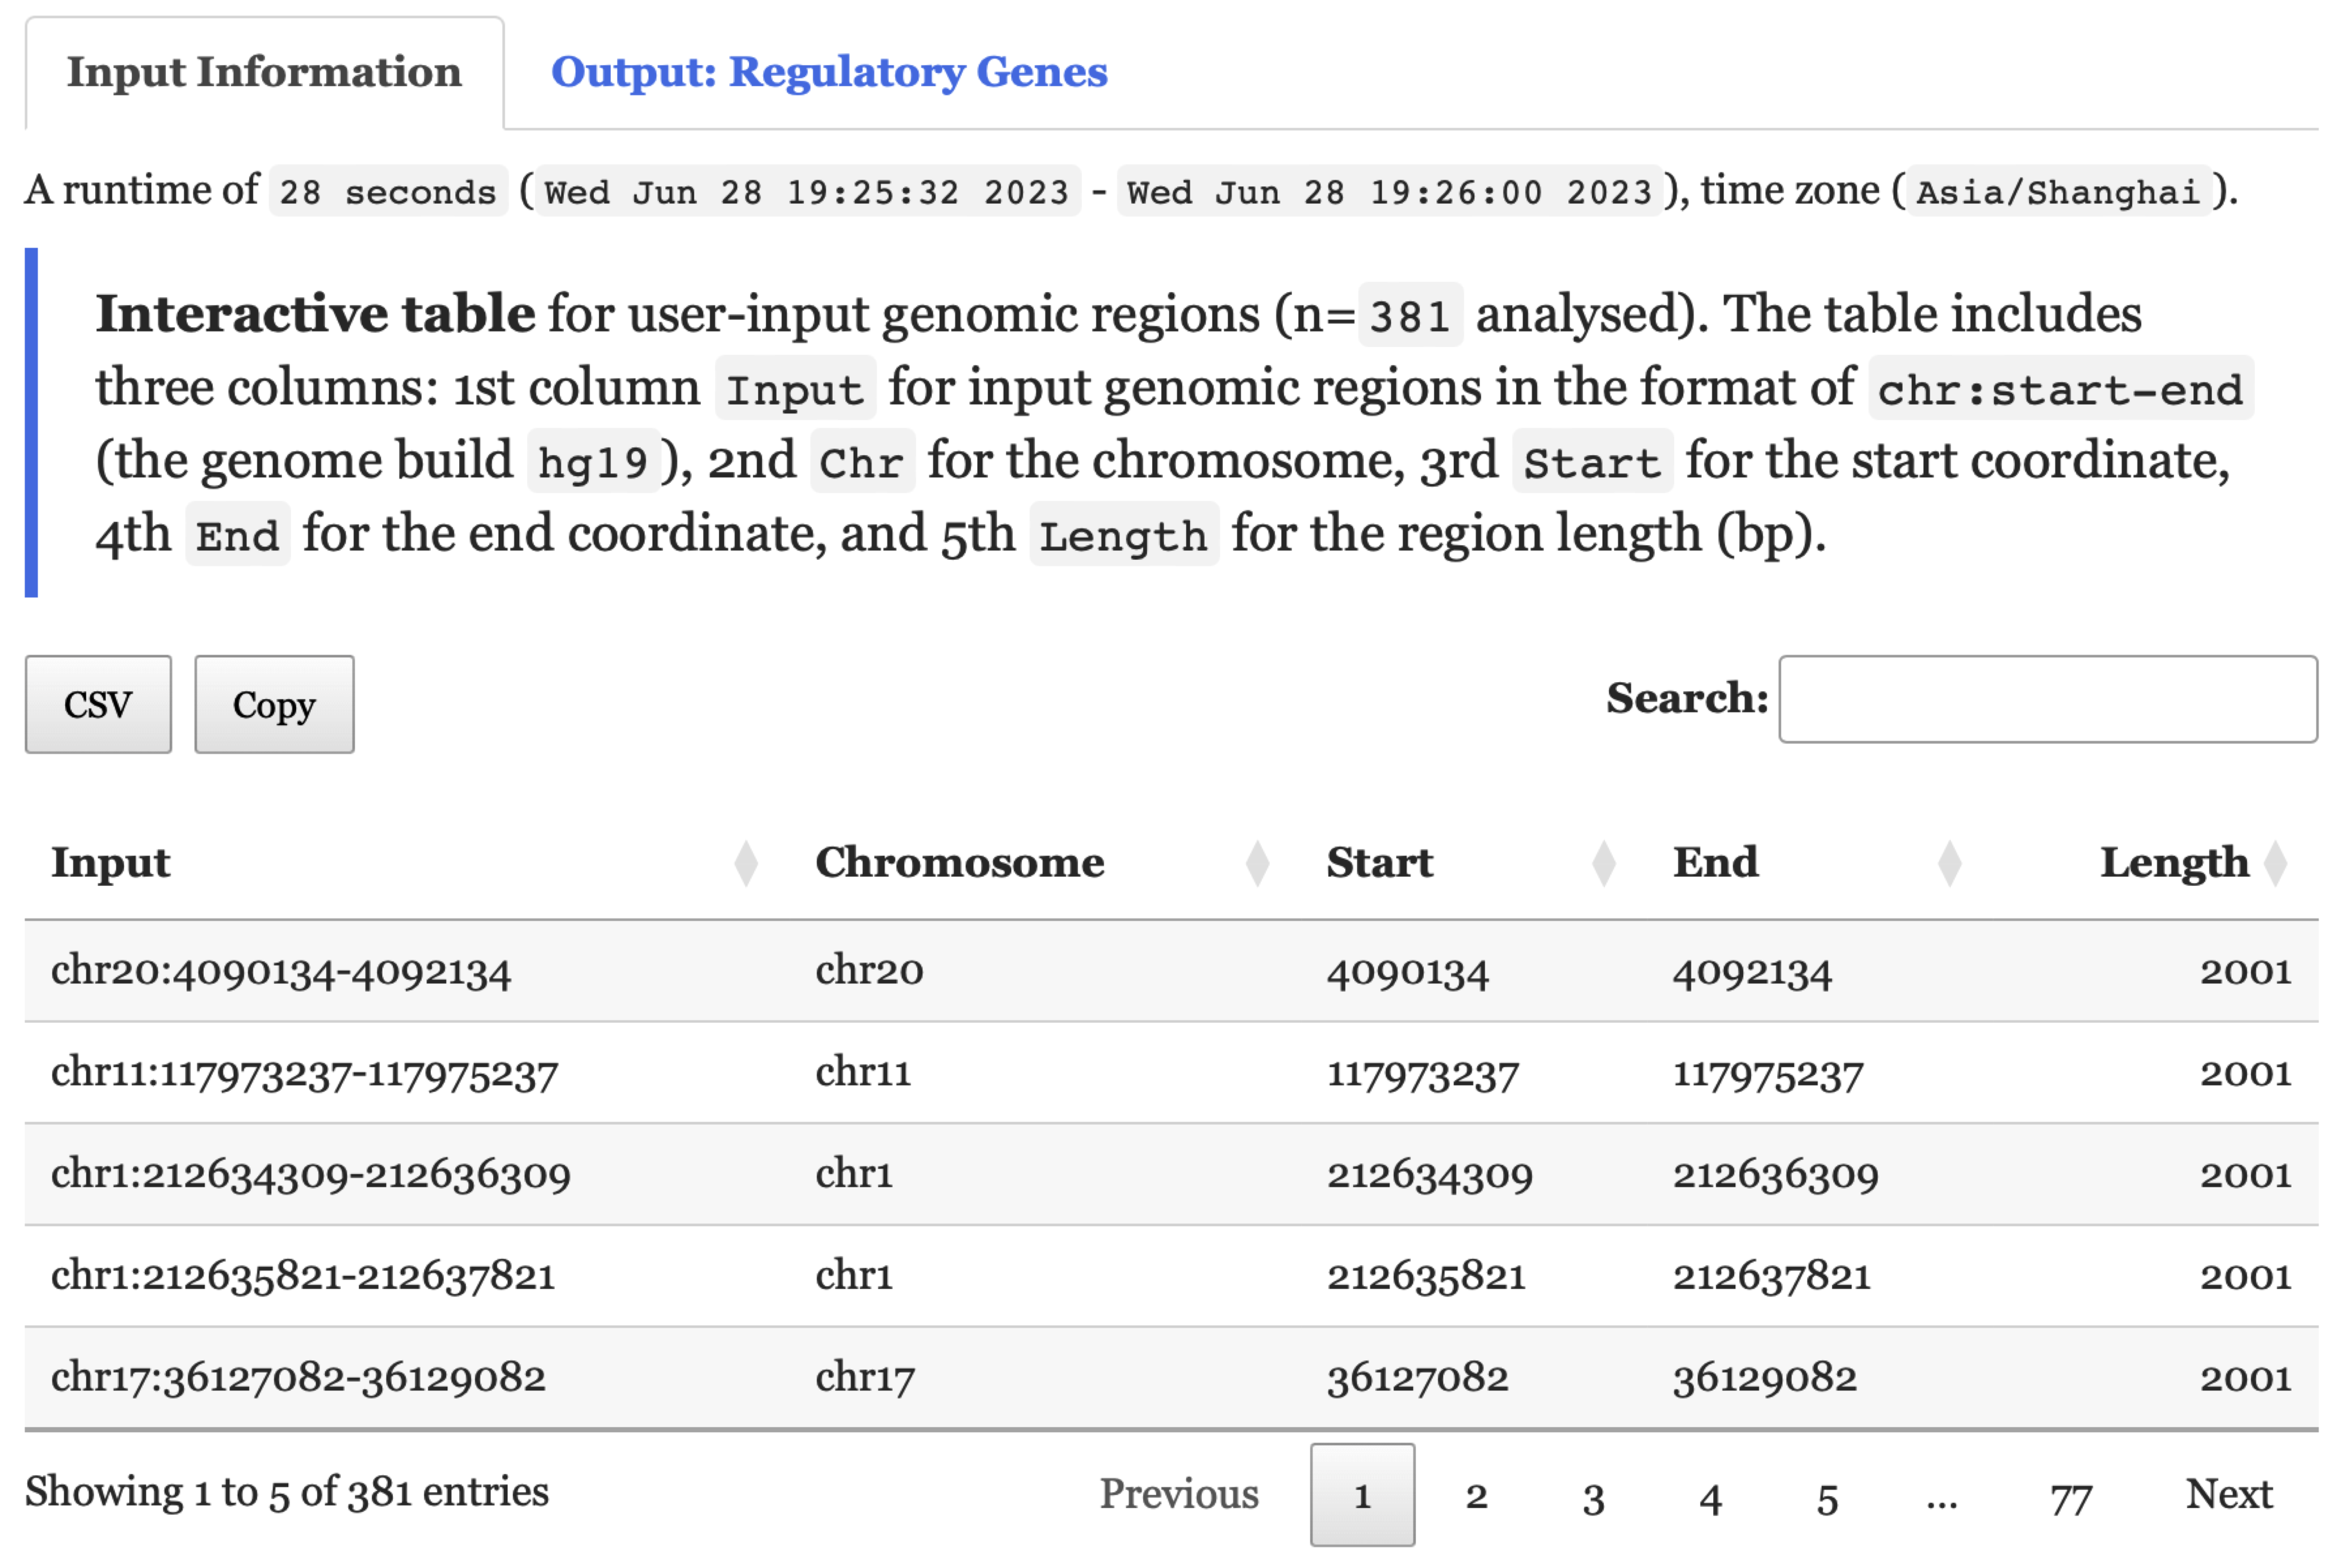 Input Information Output: Regulatory Genes
A runtime of 28 seconds (Wed Jun 28 19:25:32 2023 - Wed Jun 28 19:26:00 2023), time zone (Asia/Shanghai).
Interactive table for user-input genomic regions (n= 381 analysed). The table includes
three columns: 1st column Input for input genomic regions in the format of chr:start-end
(the genome build hg19), 2nd Chr for the chromosome, 3rd Start for the start coordinate,
4th End for the end coordinate, and 5th Length for the region length (bp).
CSV Copy Search:
Input Chromosome Start End Length
chr20:4090134-4092134 chr20 4090134 4092134 2001
chr11:117973237-117975237 chr11 117973237 117975237 2001
chr1:212634309-212636309 chr1 212634309 212636309 2001
chr1:212635821-212637821 chr1 212635821 212637821 2001
chr17:36127082-36129082 chr17 36127082 36129082 2001
Showing 1 to 5 of 381 entries Previous 1 2 3 4 5 ... 77 Next